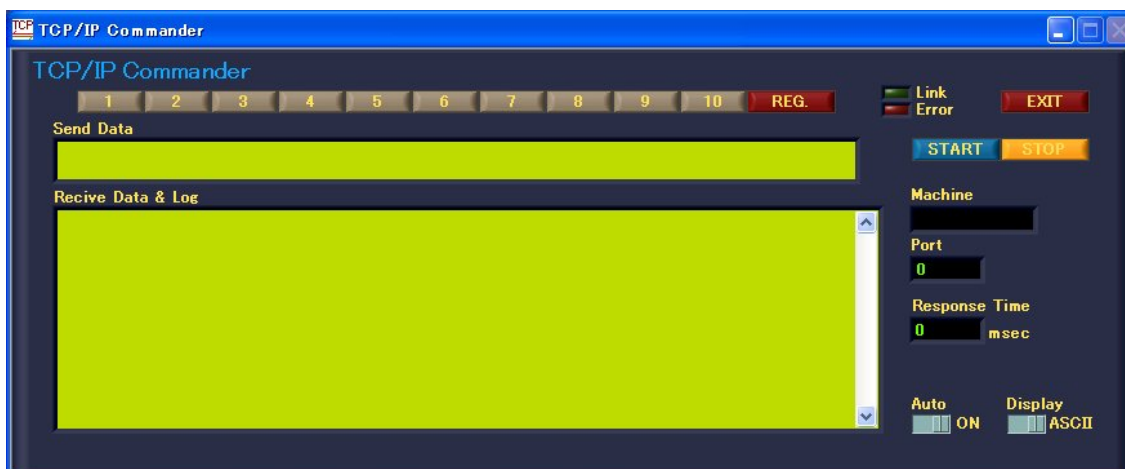 TCP TCP/IP Commander
TCP/IP Commander
1 2 3 4 5 6 7 8 9 10 REG.
Link
Error
EXIT
Send Data
START STOP
Recive Data & Log
Machine
Port
0
Response Time
0 msec
Auto Display
ON ASCII